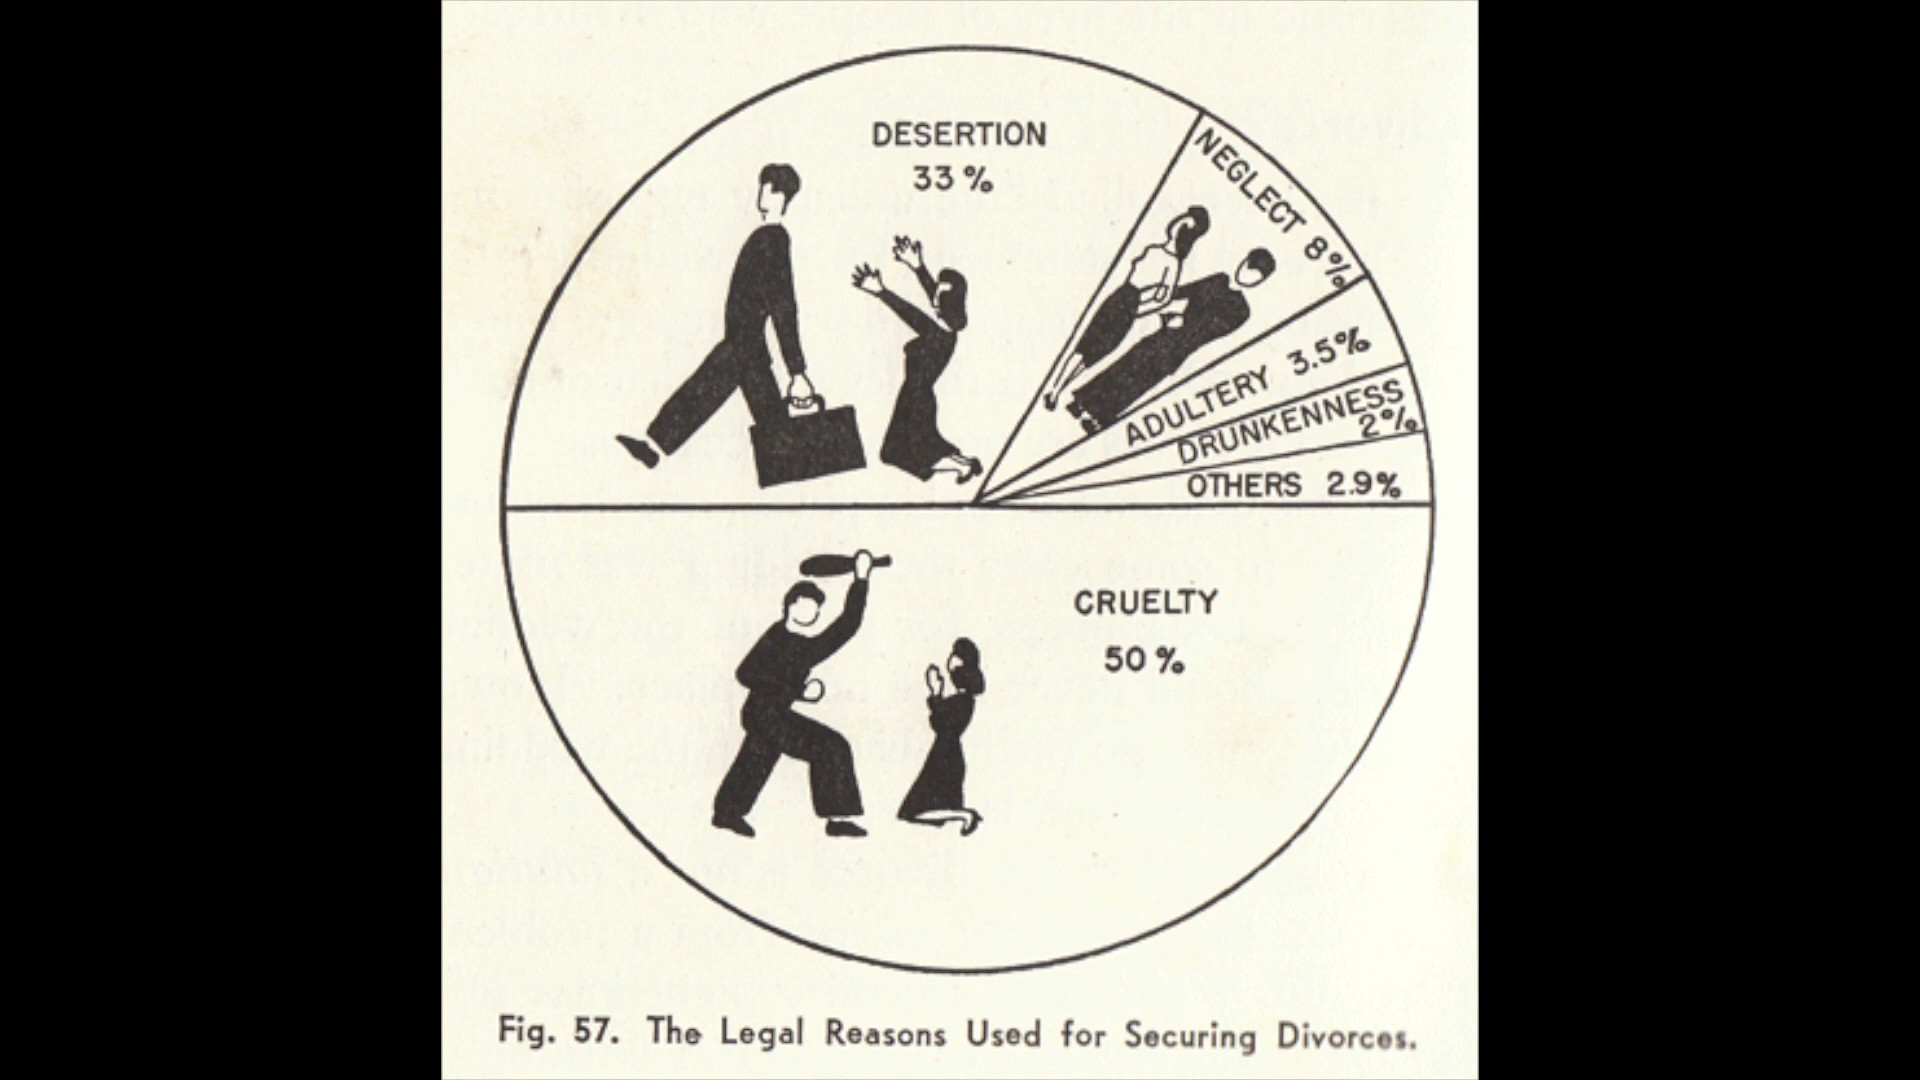 DESERTION
33 %
NEGLECT 8%
ADULTERY 3.5%
DRUNKENNESS
2%
OTHERS 2.9%
CRUELTY
50 %
Fig. 57. The Legal Reasons Used for Securing Divorces.